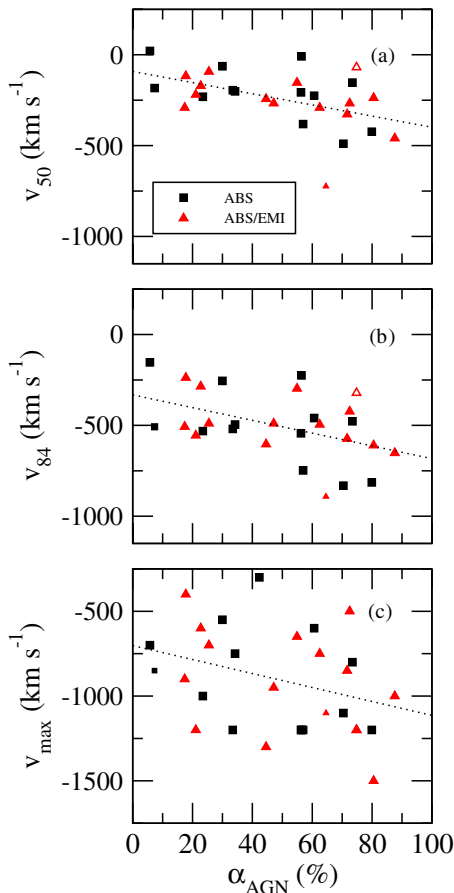 (a)
0
-500
-1000
v50 (km s-1)
ABS
ABS/EMI
(b)
0
-500
-1000
v84 (km s-1)
(c)
-500
-1000
-1500
vmax (km s-1)
0 20 40 60 80 100
αAGN (%)